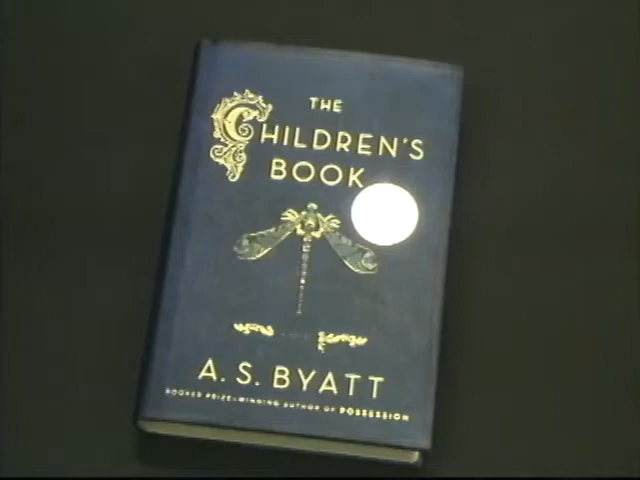 THE
CHILDREN'S
BOOK
A. S. BYATT
BOOKER PRIZE-WINNING AUTHOR OF POSSESSION